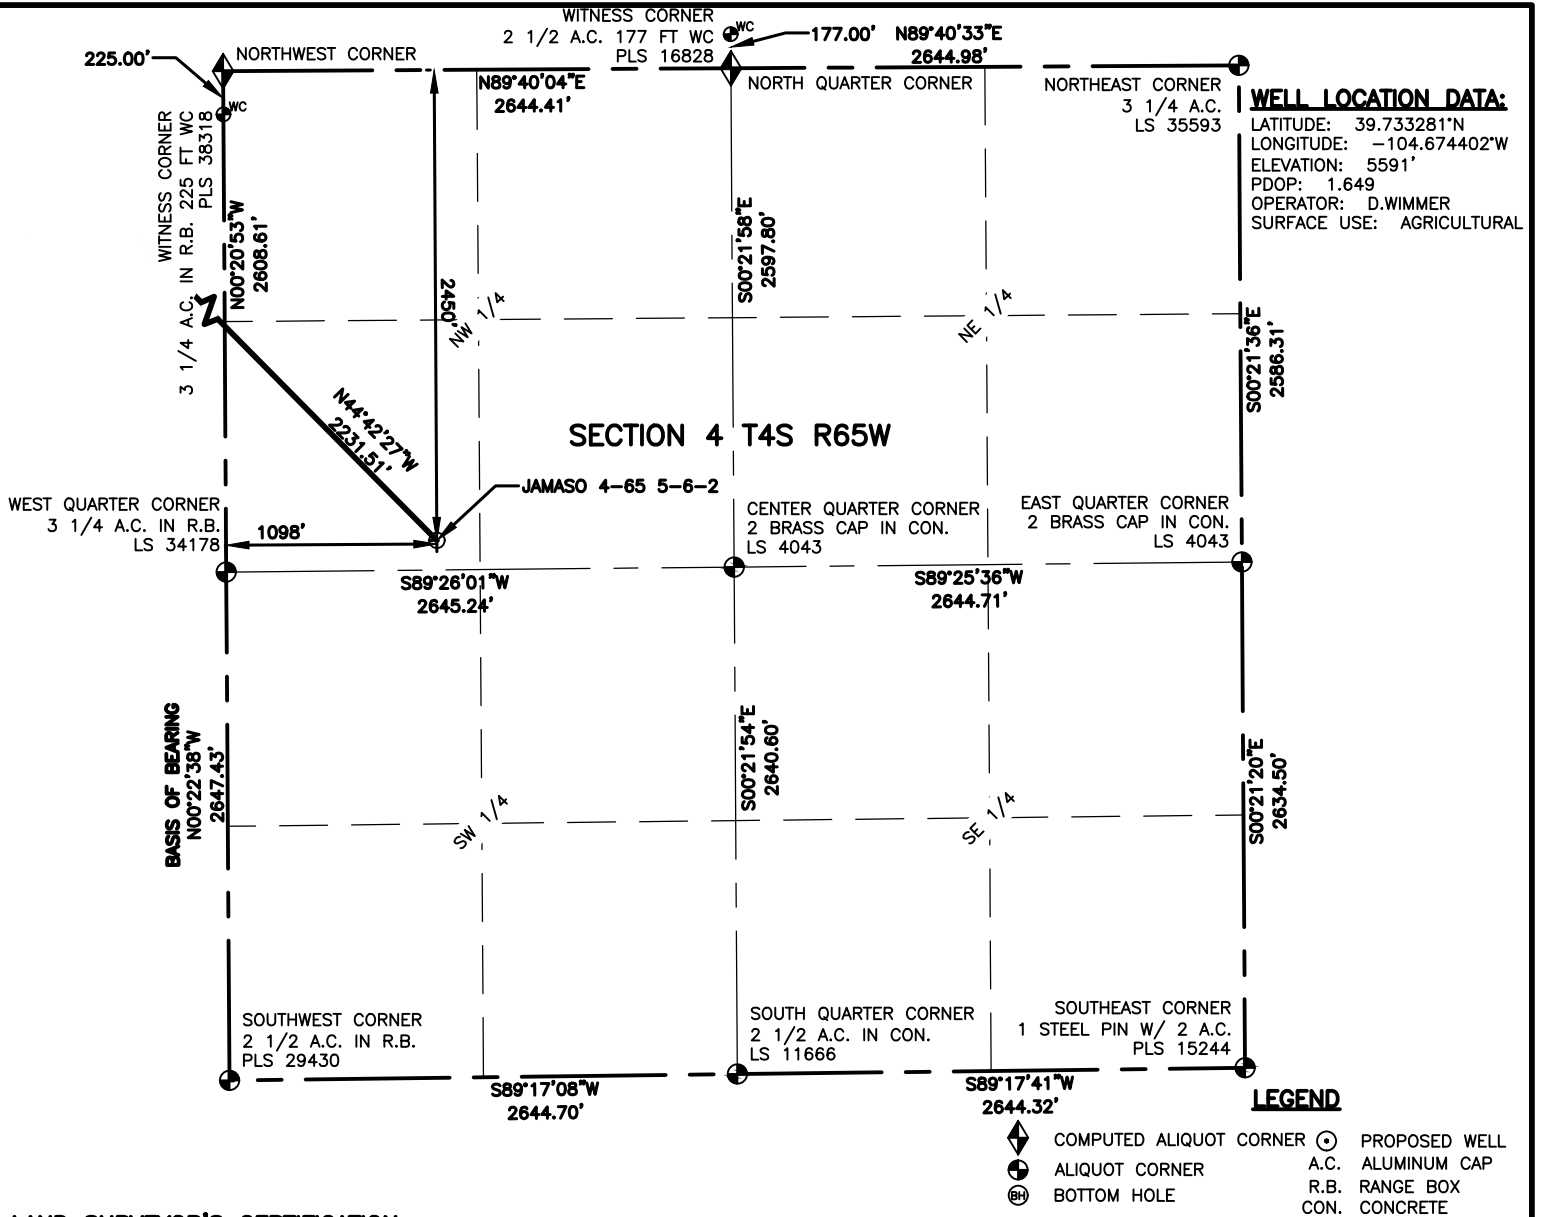 WITNESS CORNER
2 1/2 A.C. 177 FT WC
PLS 16828
WC
177.00'
N89°40'33"E
2644.98'
225.00'
NORTHWEST CORNER
N89°40'04"E
2644.41'
NORTH QUARTER CORNER
NORTHEAST CORNER
3 1/4 A.C.
LS 35593
WELL LOCATION DATA:
LATITUDE: 39.733281°N
LONGITUDE: -104.674402°W
ELEVATION: 5591'
PDOP: 1.649
OPERATOR: D.WIMMER
SURFACE USE: AGRICULTURAL
WC
WITNESS CORNER
3 1/4 A.C. IN R.B. 225 FT WC
PLS 38318
N00°20'53"W
2608.61'
2450'
NW 1/4
S00°21'58"E
2597.80'
NE 1/4
S00°21'36"E
2586.31'
N44°42'27"W
2231.51'
SECTION 4 T4S R65W
JAMASO 4-65 5-6-2
WEST QUARTER CORNER
3 1/4 A.C. IN R.B.
LS 34178
1098'
CENTER QUARTER CORNER
2 BRASS CAP IN CON.
LS 4043
EAST QUARTER CORNER
2 BRASS CAP IN CON.
LS 4043
S89°26'01"W
2645.24'
S89°25'36"W
2644.71'
BASIS OF BEARING
N00°22'38"W
2647.43'
SW 1/4
S00°21'54"E
2640.60'
SE 1/4
S00°21'20"E
2634.50'
SOUTHWEST CORNER
2 1/2 A.C. IN R.B.
PLS 29430
SOUTH QUARTER CORNER
2 1/2 A.C. IN CON.
LS 11666
SOUTHEAST CORNER
1 STEEL PIN W/ 2 A.C.
PLS 15244
S89°17'08"W
2644.70'
S89°17'41"W
2644.32'
LEGEND
COMPUTED ALIQUOT CORNER
PROPOSED WELL
ALIQUOT CORNER
A.C. ALUMINUM CAP
BH BOTTOM HOLE
R.B. RANGE BOX
CON. CONCRETE